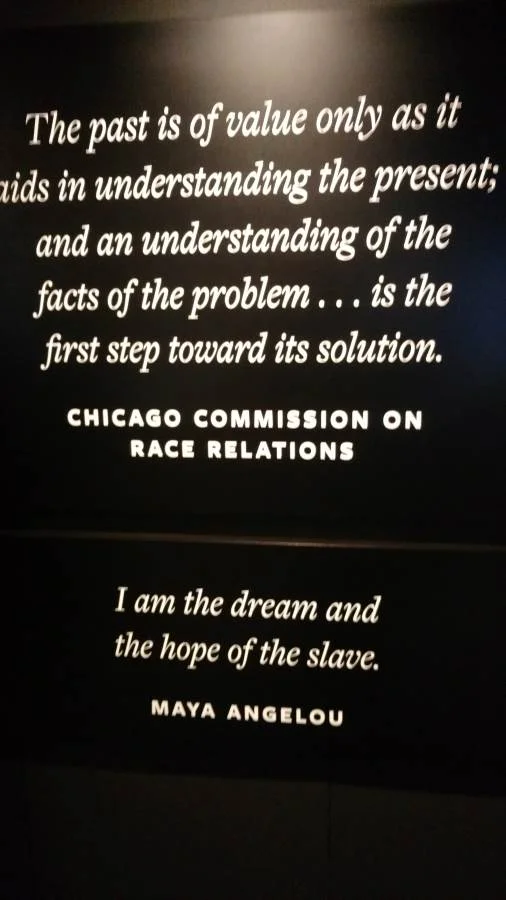 The past is of value only as it
aids in understanding the present;
and an understanding of the
facts of the problem . . . is the
first step toward its solution.
CHICAGO COMMISSION ON
RACE RELATIONS
I am the dream and
the hope of the slave.
MAYA ANGELOU